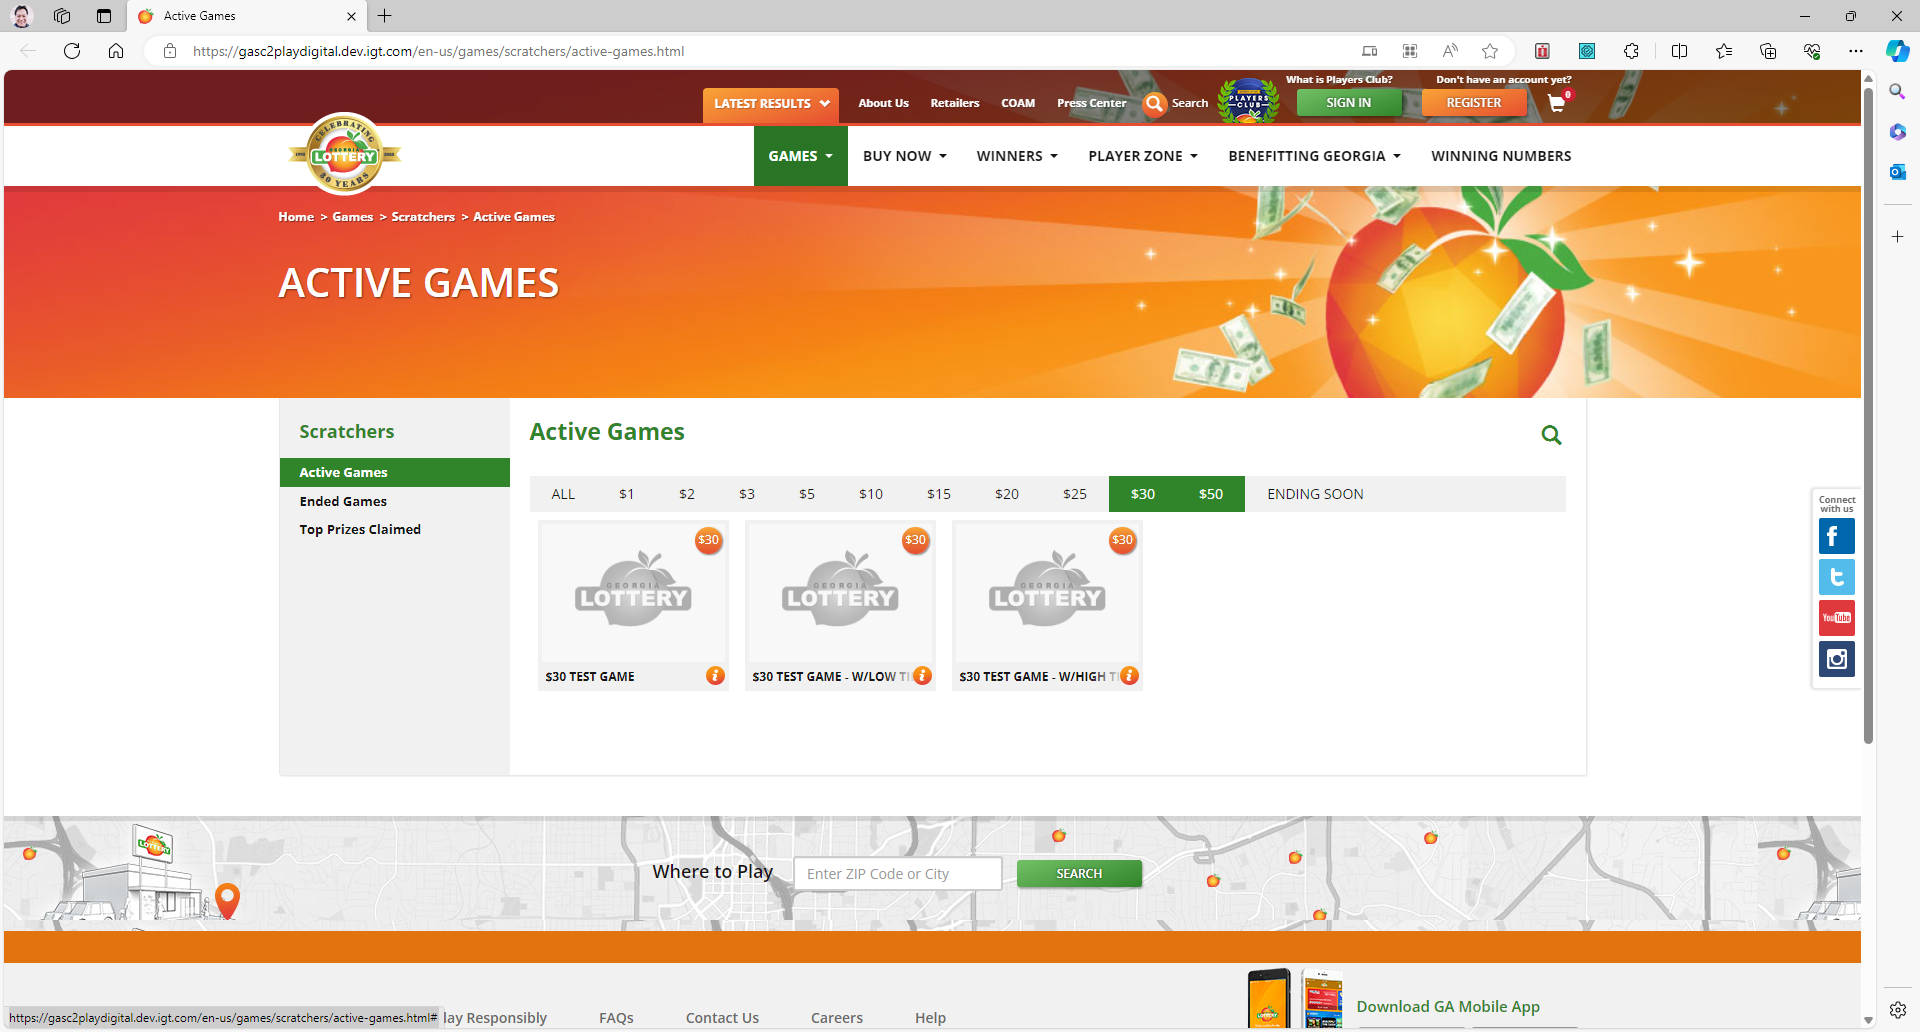 Active Games
https://gasc2playdigital.dev.igt.com/en-us/games/scratchers/active-games.html
What is Players Club? Don't have an account yet?
LATEST RESULTS About Us Retailers COAM Press Center Search PLAYERS CLUB SIGN IN REGISTER 0
CELEBRATING
GEORGIA
LOTTERY
30 YEARS
GAMES BUY NOW WINNERS PLAYER ZONE BENEFITTING GEORGIA WINNING NUMBERS
Home > Games > Scratchers > Active Games
ACTIVE GAMES
Scratchers
Active Games
Ended Games
Top Prizes Claimed
Active Games
ALL $1 $2 $3 $5 $10 $15 $20 $25 $30 $50 ENDING SOON
$30 $30 $30
GEORGIA GEORGIA GEORGIA
LOTTERY LOTTERY LOTTERY
$30 TEST GAME i $30 TEST GAME - W/LOW i $30 TEST GAME - W/HIGH i
Connect
with us
f
t
YouTube
LOTTERY
Where to Play Enter ZIP Code or City SEARCH
Download GA Mobile App
https://gasc2playdigital.dev.igt.com/en-us/games/scratchers/active-games.html# lay Responsibly FAQs Contact Us Careers Help